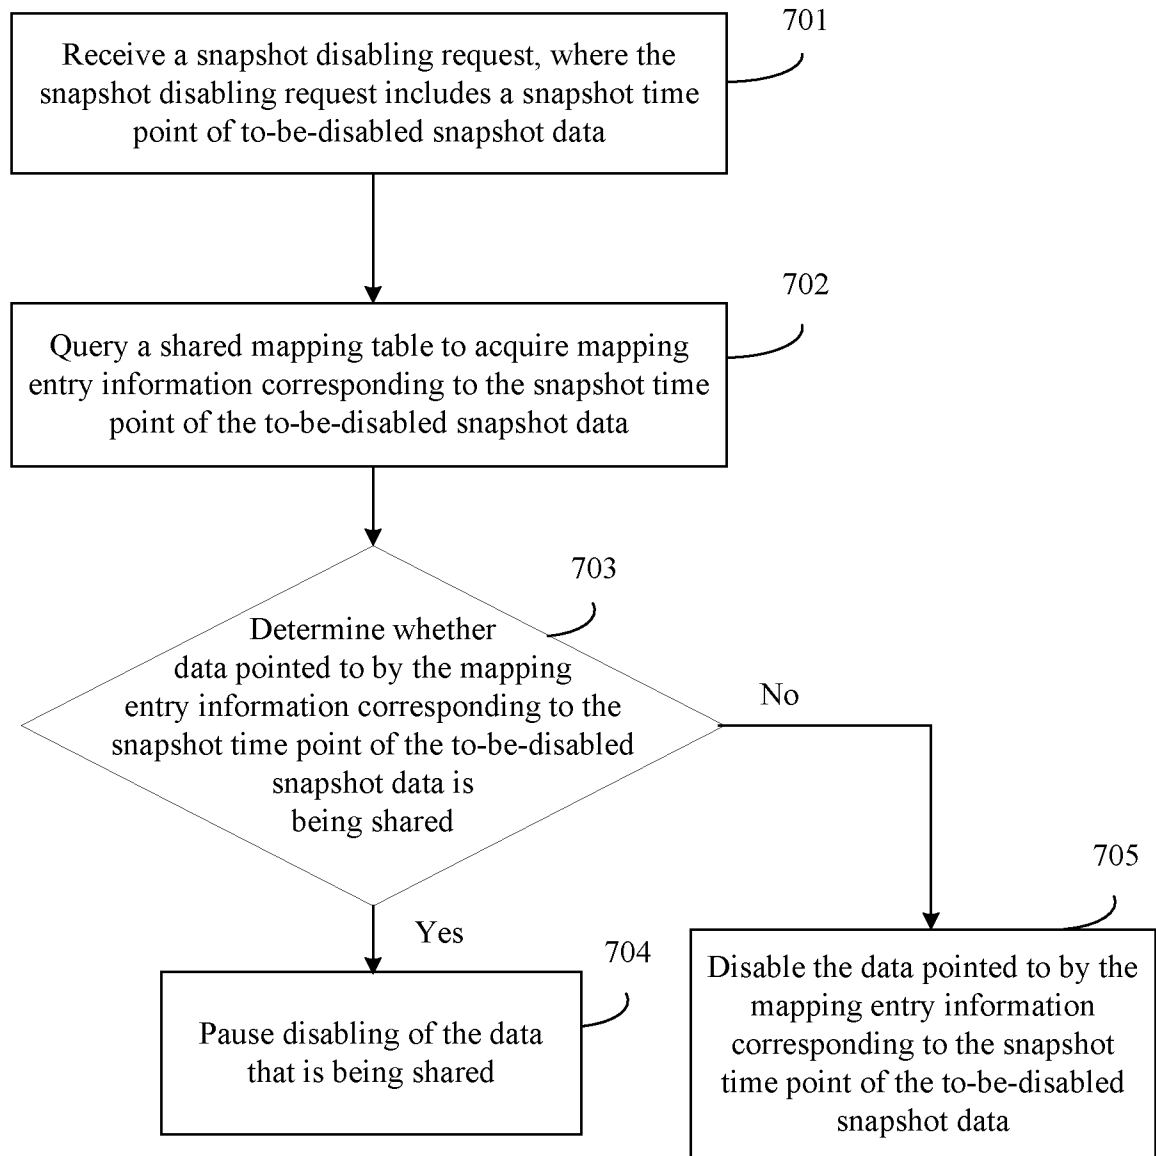 701
Receive a snapshot disabling request, where the
snapshot disabling request includes a snapshot time
point of to-be-disabled snapshot data
702
Query a shared mapping table to acquire mapping
entry information corresponding to the snapshot time
point of the to-be-disabled snapshot data
703
Determine whether
data pointed to by the mapping
entry information corresponding to the
snapshot time point of the to-be-disabled
snapshot data is
being shared
No
Yes
704
Pause disabling of the data
that is being shared
705
Disable the data pointed to by the
mapping entry information
corresponding to the snapshot
time point of the to-be-disabled
snapshot data